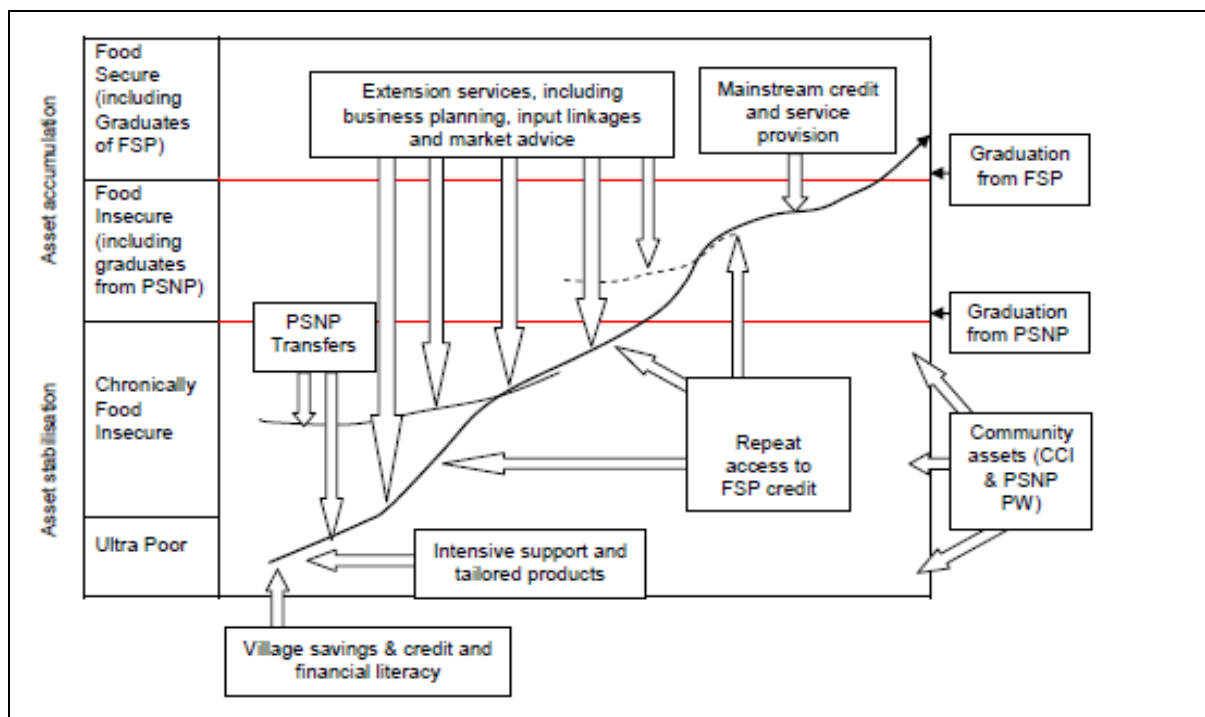 Asset accumulation
Asset stabilisation
Food
Secure
(including
Graduates
of FSP)
Food
Insecure
(including
graduates
from PSNP)
Chronically
Food
Insecure
Ultra Poor
Extension services, including
business planning, input linkages
and market advice
Mainstream credit
and service
provision
Graduation
from FSP
Graduation
from PSNP
PSNP
Transfers
Repeat
access to
FSP credit
Community
assets (CCI
& PSNP
PW)
Intensive support and
tailored products
Village savings & credit and
financial literacy